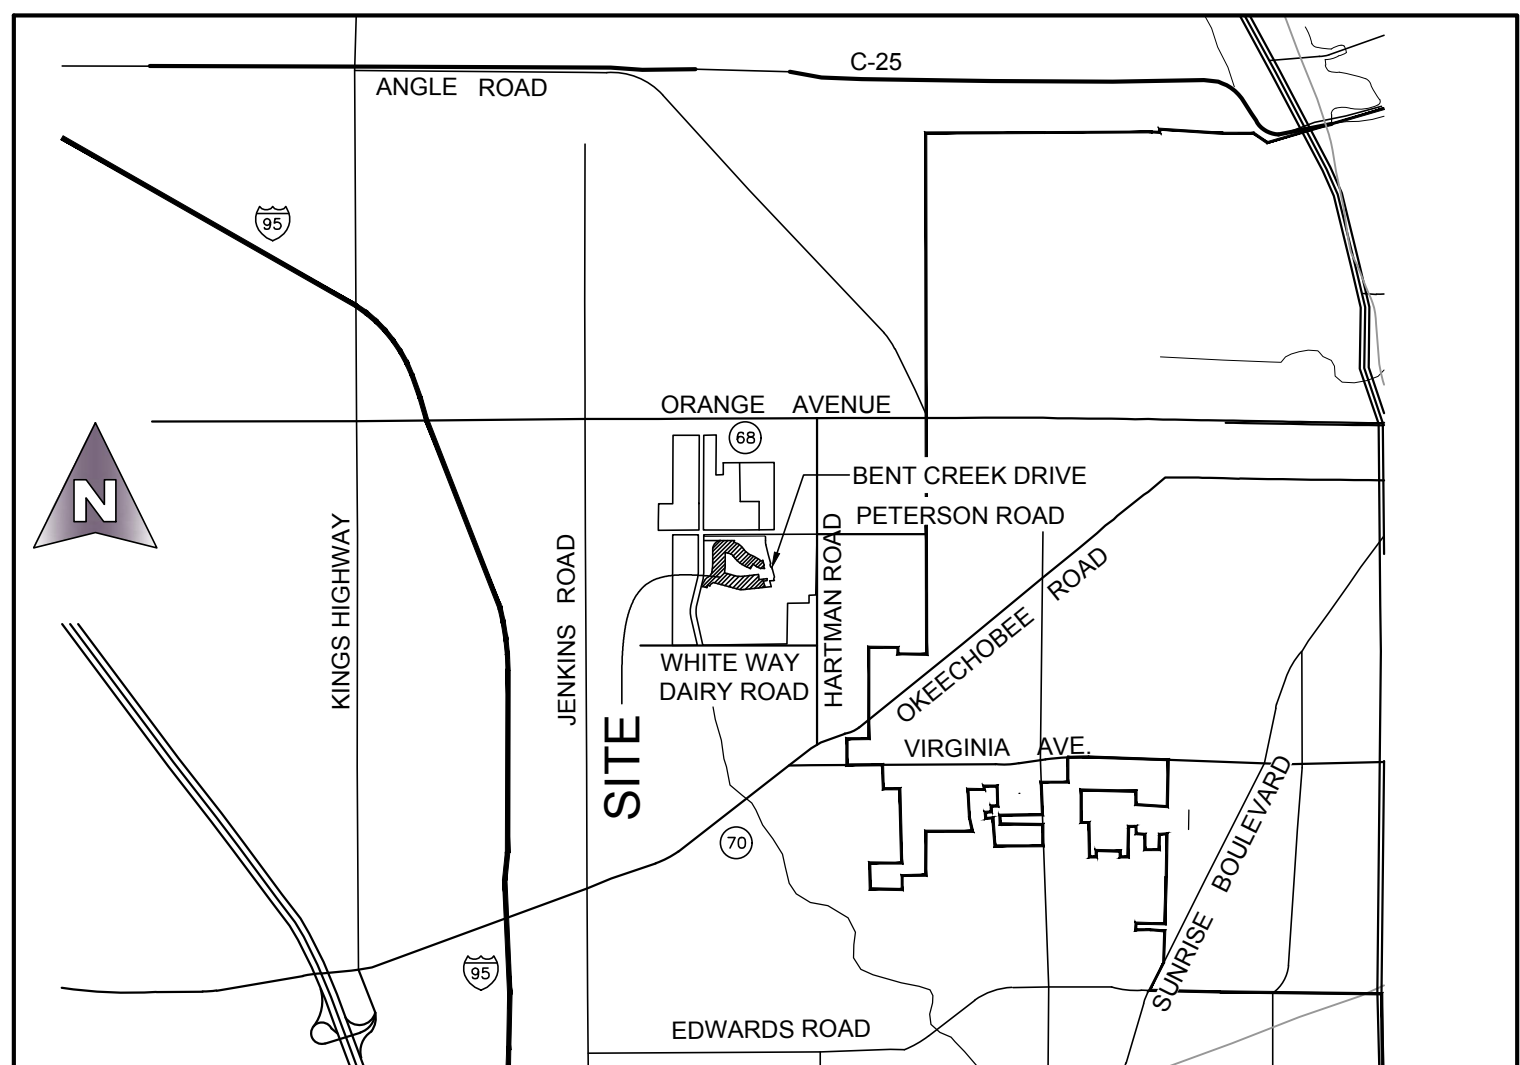 C-25
ANGLE ROAD
95
ORANGE AVENUE
68
BENT CREEK DRIVE
N
PETERSON ROAD
KINGS HIGHWAY
JENKINS ROAD
HARTMAN ROAD
OKEECHOBEE ROAD
WHITE WAY
DAIRY ROAD
SITE
VIRGINIA AVE.
70
SUNRISE BOULEVARD
95
EDWARDS ROAD